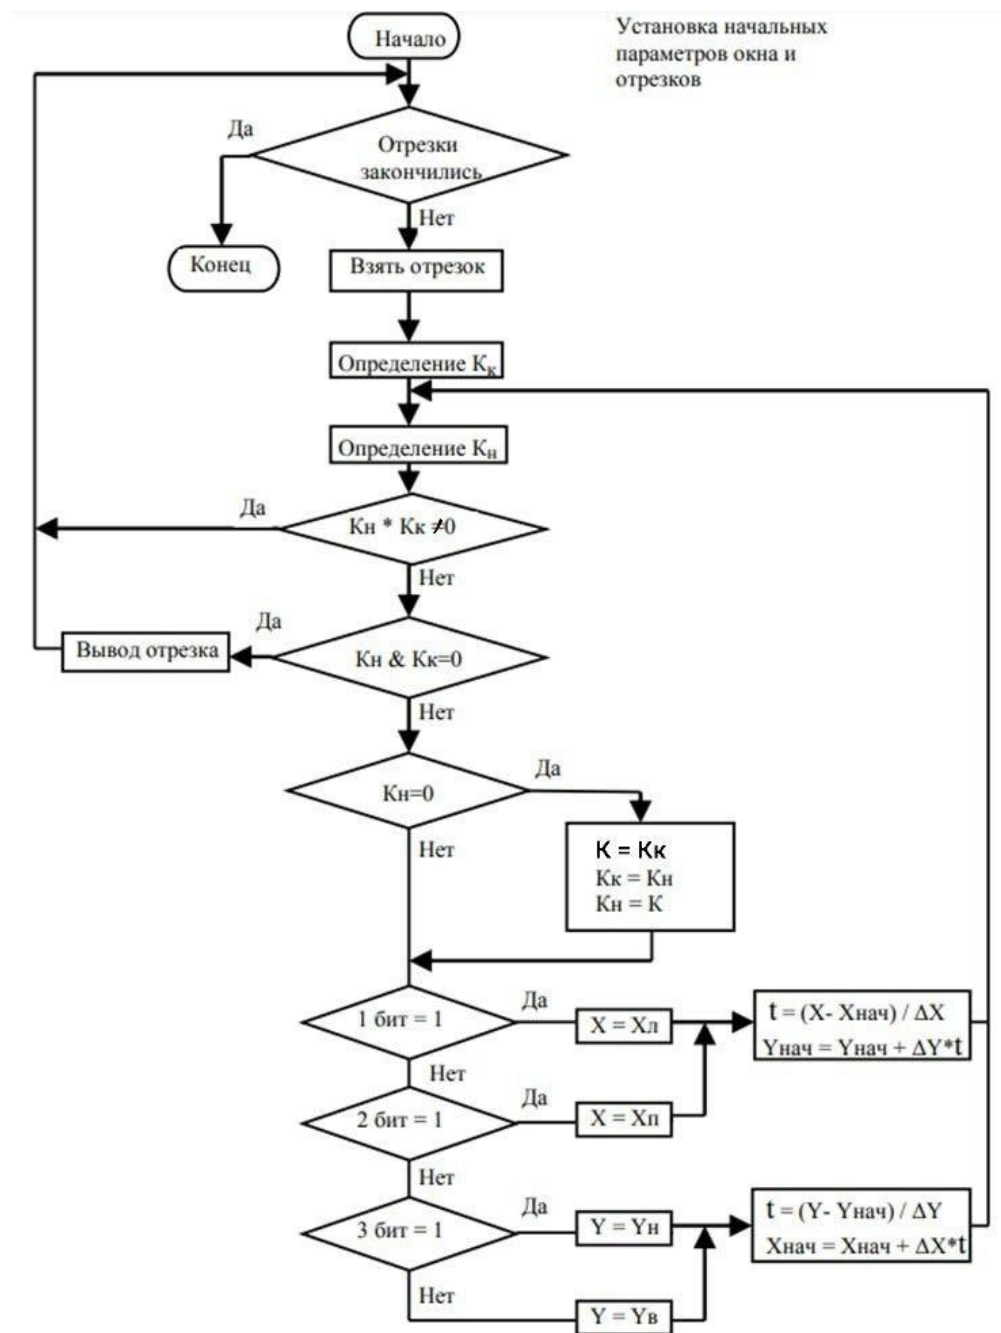 Начало
Установка начальных
параметров окна и
отрезков
Да
Отрезки
закончились
Нет
Конец
Взять отрезок
Определение Кк
Определение Кн
Да
Кн * Кк ≠0
Нет
Да
Вывод отрезка
Кн & Кк=0
Нет
Кн=0
Да
Нет
К = Кк
Кк = Кн
Кн = К
1 бит = 1
Да
X = Xл
t = (X- Xнач) / ΔX
Yнач = Yнач + ΔY*t
Нет
2 бит = 1
Да
X = Xп
Нет
3 бит = 1
Да
Y = Yн
t = (Y- Yнач) / ΔY
Xнач = Xнач + ΔX*t
Нет
Y = Yв